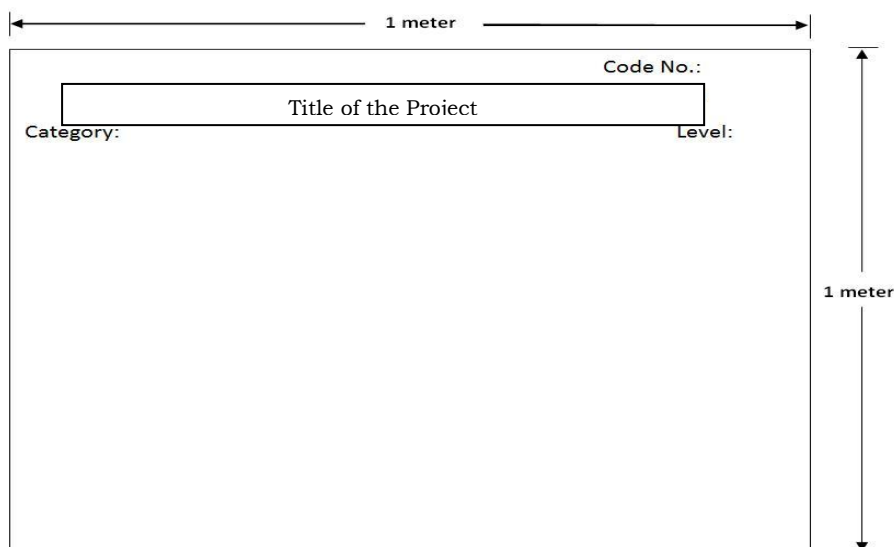 1 meter
Code No.:
Title of the Project
Category: Level:
1 meter